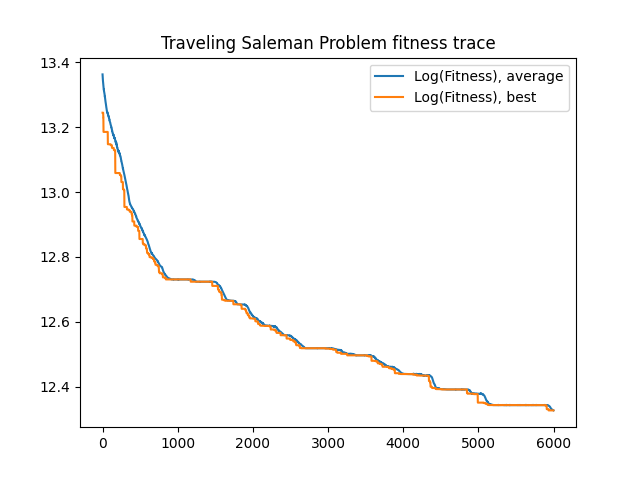 Traveling Saleman Problem fitness trace
Log(Fitness), average
Log(Fitness), best
13.4
13.2
13.0
12.8
12.6
12.4
0 1000 2000 3000 4000 5000 6000